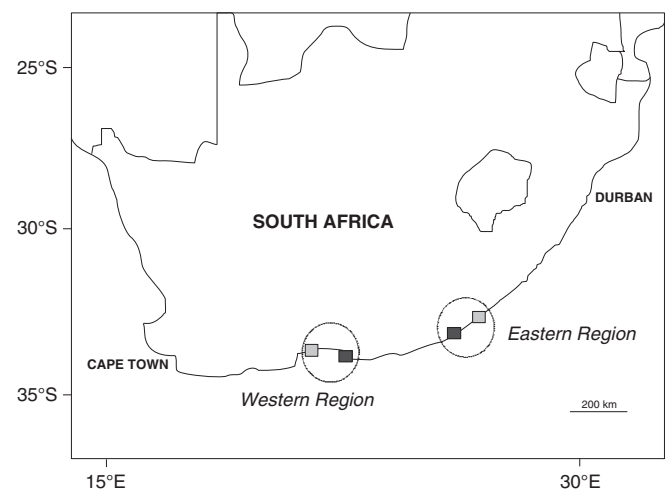 25°S
30°S
DURBAN
SOUTH AFRICA
Eastern Region
CAPE TOWN
35°S
Western Region
200 km
15°E
30°E